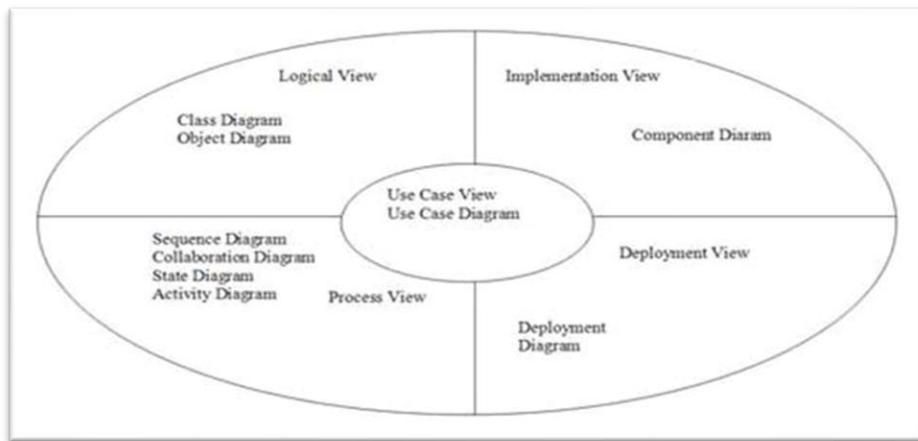 Logical View
Implementation View
Class Diagram
Object Diagram
Component Diaram
Use Case View
Use Case Diagram
Sequence Diagram
Collaboration Diagram
State Diagram
Activity Diagram
Process View
Deployment View
Deployment
Diagram